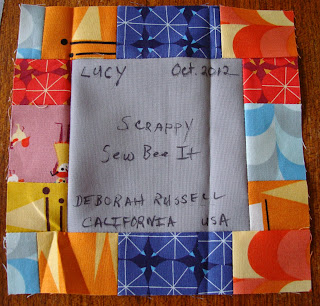 LUCY Oct. 2012
SCRAPPY
Sew Bee It
DEBORAH RUSSELL
CALIFORNIA USA